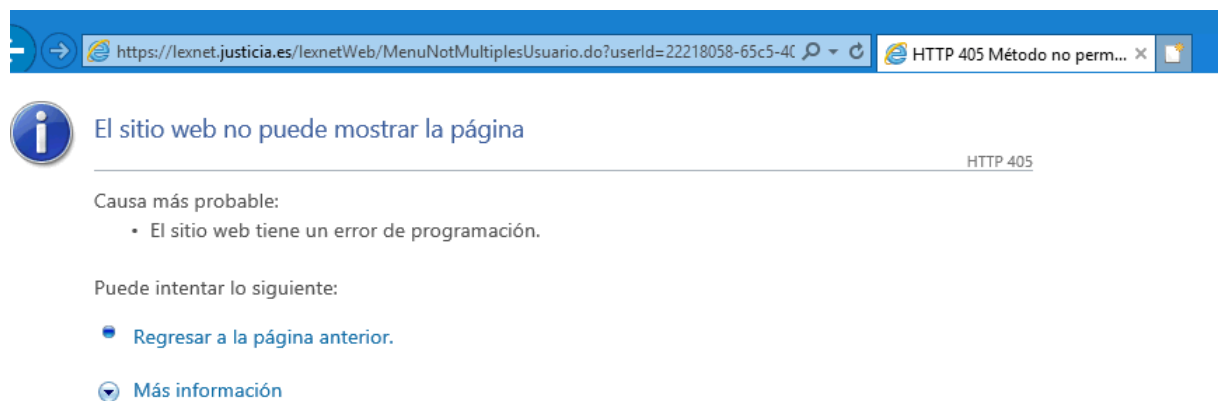 https://lexnet.justicia.es/lexnetWeb/MenuNotMultiplesUsuario.do?userId=22218058-65c5-4(
HTTP 405 Método no perm...
El sitio web no puede mostrar la página
HTTP 405
Causa más probable:
• El sitio web tiene un error de programación.
Puede intentar lo siguiente:
Regresar a la página anterior.
Más información